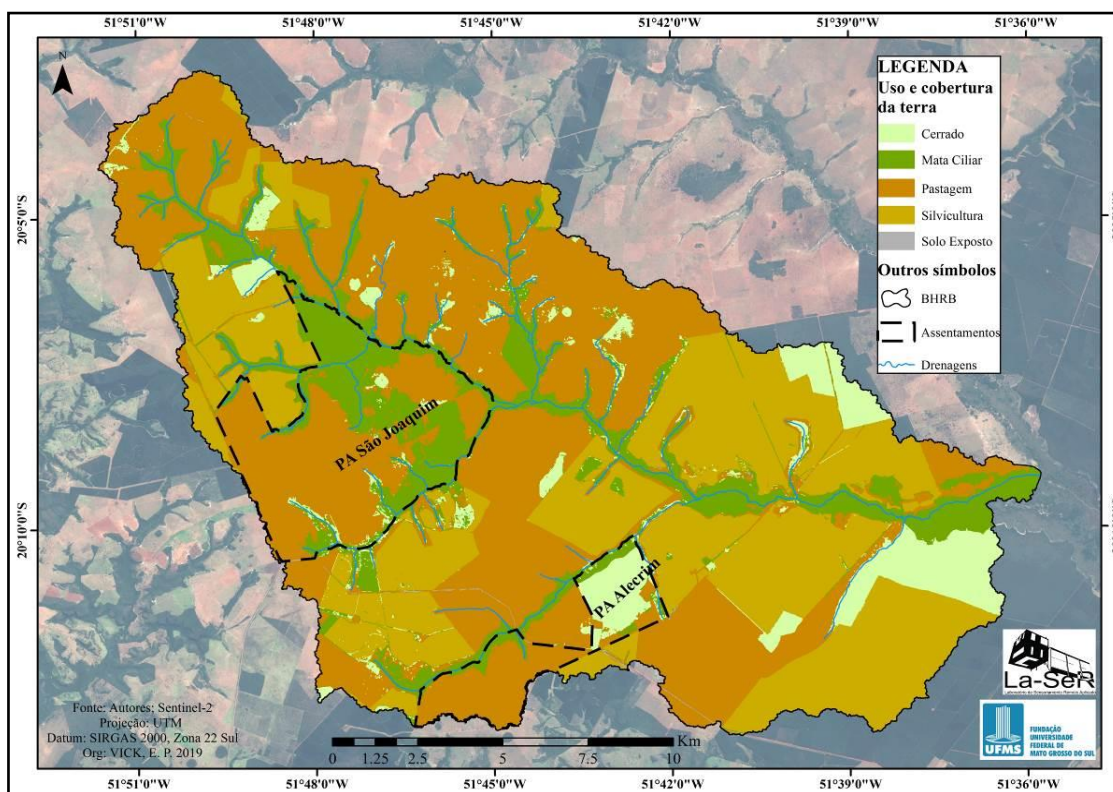 51°51'0"W 51°48'0"W 51°45'0"W 51°42'0"W 51°39'0"W 51°36'0"W
N
LEGENDA
Uso e cobertura
da terra
Cerrado
Mata Ciliar
Pastagem
Silvicultura
Solo Exposto
Outros símbolos
BHRB
Assentamentos
Drenagens
20°5'0"S
20°10'0"S
PA São Joaquim
PA Alecrim
La-SeR
UFMS
FUNDAÇÃO
UNIVERSIDADE
FEDERAL DE
MATO GROSSO DO SUL
Fonte: Autores; Sentinel-2
Projeção: UTM
Datum: SIRGAS 2000, Zona 22 Sul
Org: VICK, E. P. 2019
Km
0 1.25 2.5 5 7.5 10
51°51'0"W 51°48'0"W 51°45'0"W 51°42'0"W 51°39'0"W 51°36'0"W